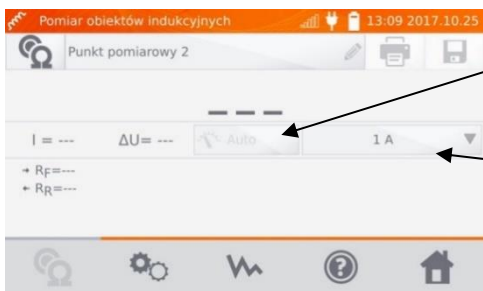 Pomiar obiektów indukcyjnych 13:09 2017.10.25
Punkt pomiarowy 2
---
I = --- ΔU= --- Auto 1 A
→ RF=---
← RR=---